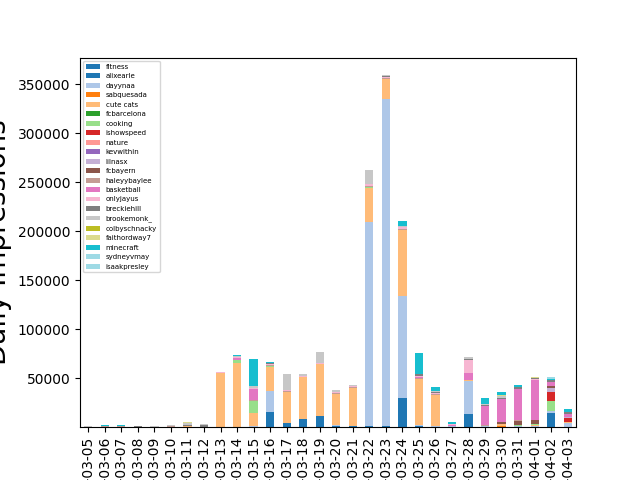 fitness
alixearle
dayynaa
sabquesada
cute cats
fcbarcelona
cooking
ishowspeed
nature
kevwithin
lilnasx
fcbayern
haleyybaylee
basketball
onlyjayus
breckiehill
brookemonk_
colbyschnacky
faithordway7
minecraft
sydneyvmay
isaakpresley
350000
300000
250000
200000
150000
100000
50000
Daily Impressions
03-05
03-06
03-07
03-08
03-09
03-10
03-11
03-12
03-13
03-14
03-15
03-16
03-17
03-18
03-19
03-20
03-21
03-22
03-23
03-24
03-25
03-26
03-27
03-28
03-29
03-30
03-31
04-01
04-02
04-03